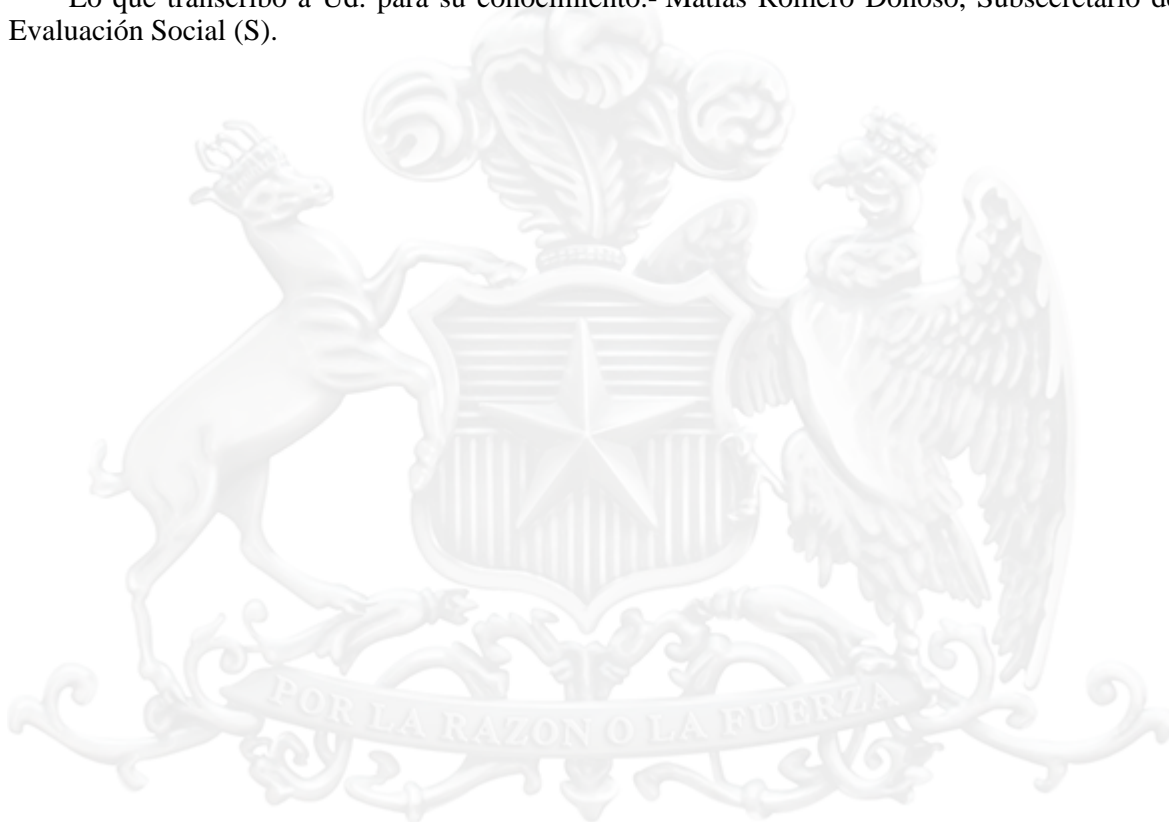 Lo que transcribo a Ud. para su conocimiento.- Matías Romero Donoso, Subsecretario de
Evaluación Social (S).
POR LA RAZON O LA FUERZA